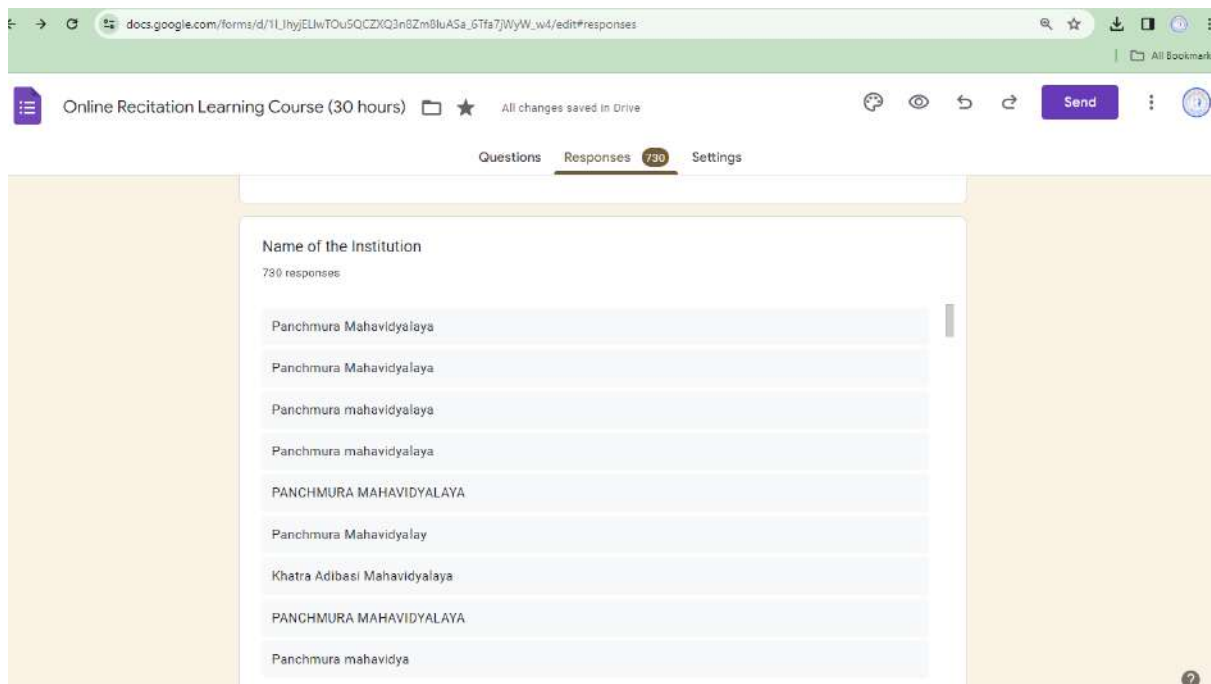 docs.google.com/forms/d/1l_IhyjELIwTOuSQCZXQ3n8Zm8IuASa_6Tfa7jWyW_w4/edit#responses
All Bookmark
Online Recitation Learning Course (30 hours)
All changes saved in Drive
Send
Questions
Responses
730
Settings
Name of the Institution
730 responses
Panchmura Mahavidyalaya
Panchmura Mahavidyalaya
Panchmura mahavidyalaya
Panchmura mahavidyalaya
PANCHMURA MAHAVIDYALAYA
Panchmura Mahavidyalay
Khatra Adibasi Mahavidyalaya
PANCHMURA MAHAVIDYALAYA
Panchmura mahavidya